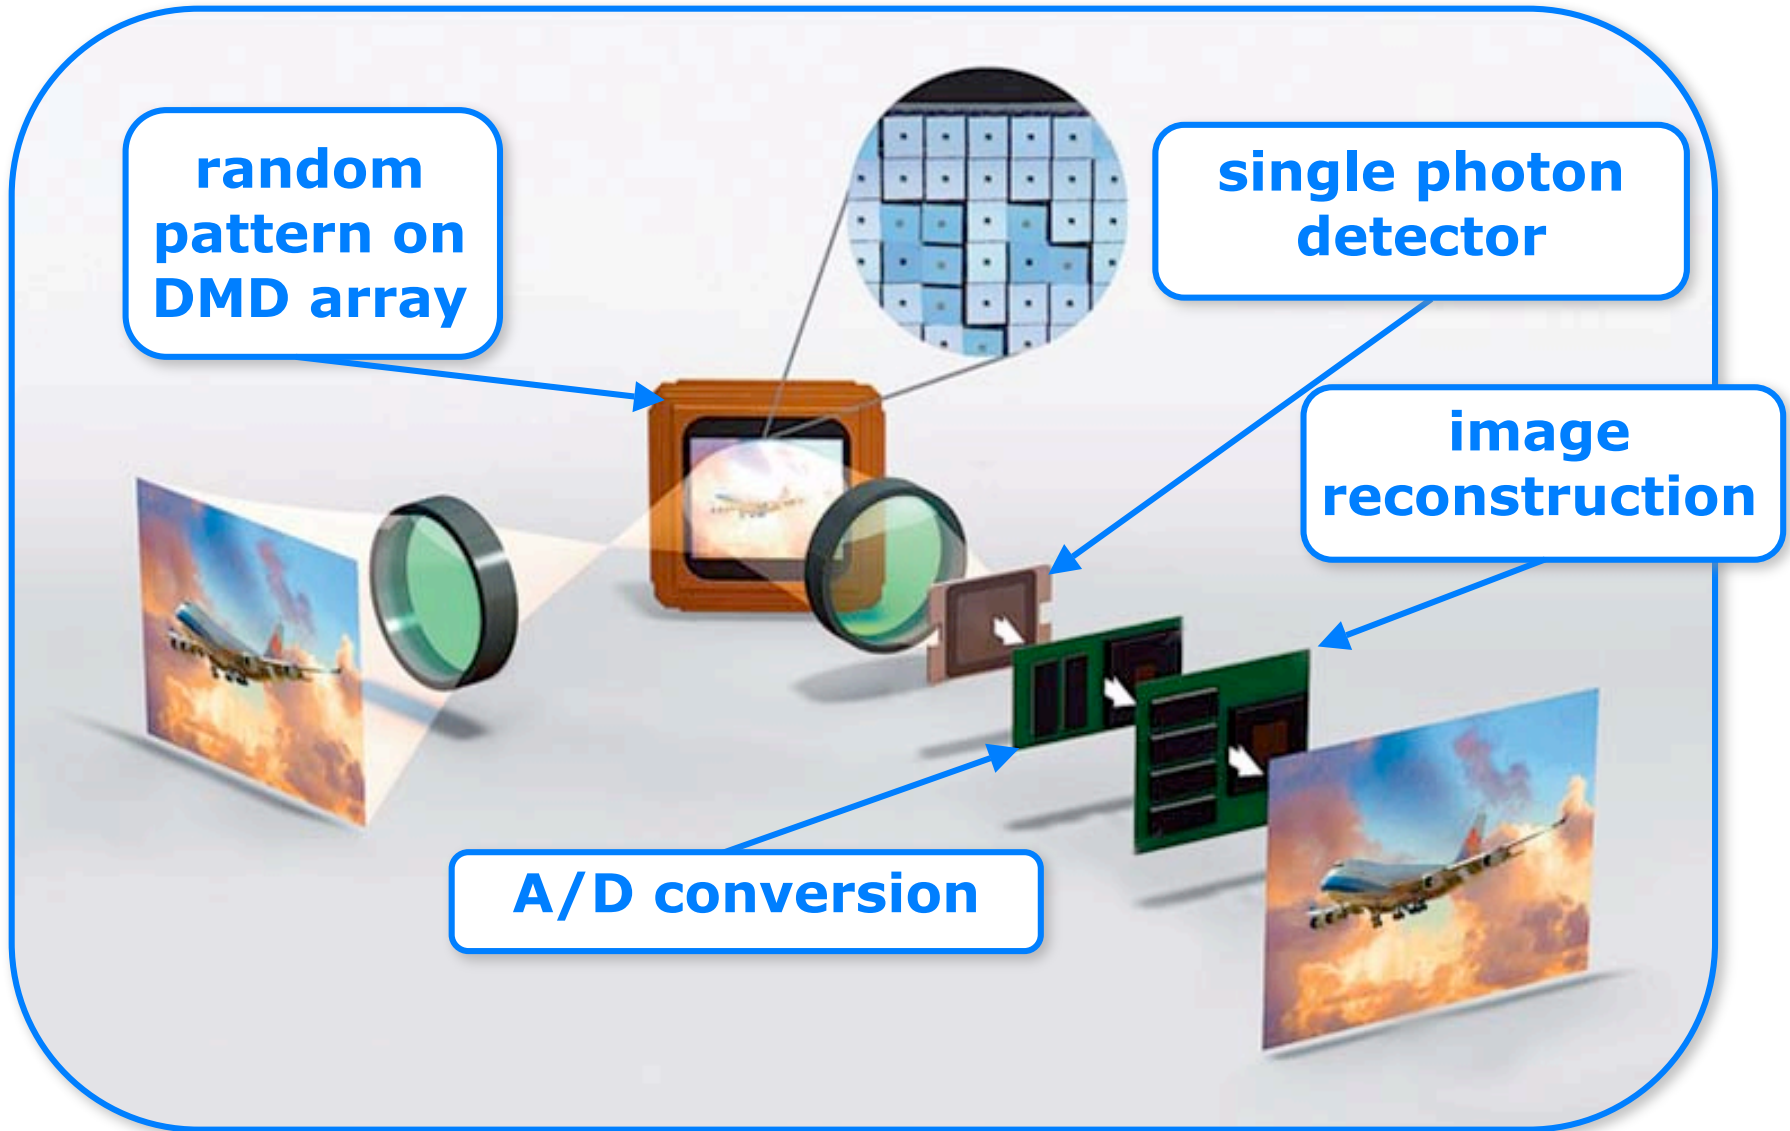 random
pattern on
DMD array
single photon
detector
image
reconstruction
A/D conversion